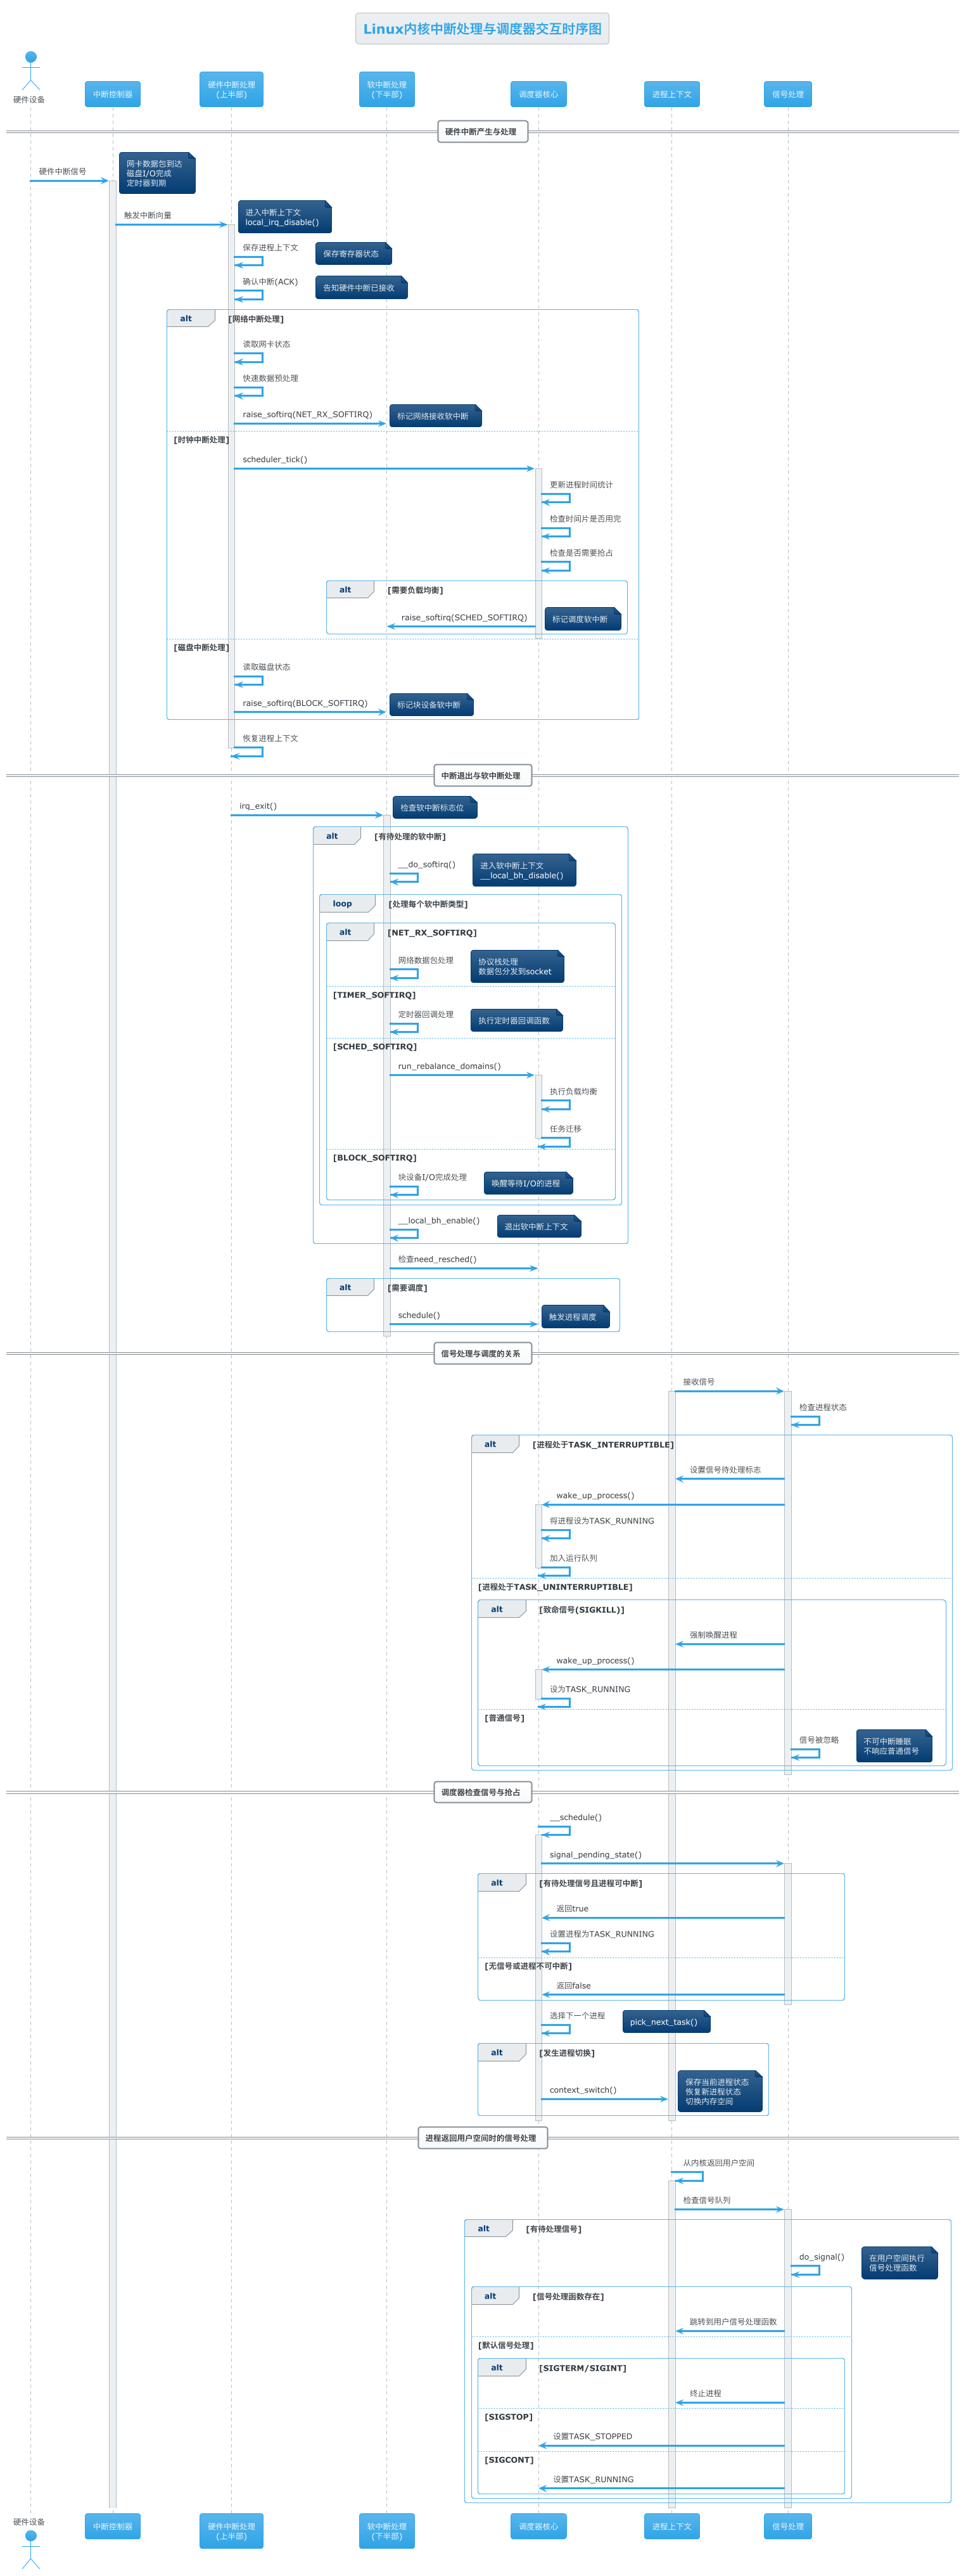 Linux内核中断处理与调度器交互时序图
硬件设备
中断控制器
硬件中断处理
(上半部)
软中断处理
(下半部)
调度器核心
进程上下文
信号处理
硬件中断产生与处理
硬件中断信号
网卡数据包到达
磁盘I/O完成
定时器到期
触发中断向量
进入中断上下文
local_irq_disable()
保存进程上下文
保存寄存器状态
确认中断(ACK)
告知硬件中断已接收
alt
[网络中断处理]
读取网卡状态
快速数据预处理
raise_softirq(NET_RX_SOFTIRQ)
标记网络接收软中断
[时钟中断处理]
scheduler_tick()
更新进程时间统计
检查时间片是否用完
检查是否需要抢占
alt
[需要负载均衡]
raise_softirq(SCHED_SOFTIRQ)
标记调度软中断
[磁盘中断处理]
读取磁盘状态
raise_softirq(BLOCK_SOFTIRQ)
标记块设备软中断
恢复进程上下文
中断退出与软中断处理
irq_exit()
检查软中断标志位
alt
[有待处理的软中断]
__do_softirq()
进入软中断上下文
__local_bh_disable()
loop
[处理每个软中断类型]
alt
[NET_RX_SOFTIRQ]
网络数据包处理
协议栈处理
数据包分发到socket
[TIMER_SOFTIRQ]
定时器回调处理
执行定时器回调函数
[SCHED_SOFTIRQ]
run_rebalance_domains()
执行负载均衡
任务迁移
[BLOCK_SOFTIRQ]
块设备I/O完成处理
唤醒等待I/O的进程
__local_bh_enable()
退出软中断上下文
检查need_resched()
alt
[需要调度]
schedule()
触发进程调度
信号处理与调度的关系
接收信号
检查进程状态
alt
[进程处于TASK_INTERRUPTIBLE]
设置信号待处理标志
wake_up_process()
将进程设为TASK_RUNNING
加入运行队列
[进程处于TASK_UNINTERRUPTIBLE]
alt
[致命信号(SIGKILL)]
强制唤醒进程
wake_up_process()
设为TASK_RUNNING
[普通信号]
信号被忽略
不可中断睡眠
不响应普通信号
调度器检查信号与抢占
__schedule()
signal_pending_state()
alt
[有待处理信号且进程可中断]
返回true
设置进程为TASK_RUNNING
[无信号或进程不可中断]
返回false
选择下一个进程
pick_next_task()
alt
[发生进程切换]
context_switch()
保存当前进程状态
恢复新进程状态
切换内存空间
进程返回用户空间时的信号处理
从内核返回用户空间
检查信号队列
alt
[有待处理信号]
do_signal()
在用户空间执行
信号处理函数
alt
[信号处理函数存在]
跳转到用户信号处理函数
[默认信号处理]
alt
[SIGTERM/SIGINT]
终止进程
[SIGSTOP]
设置TASK_STOPPED
[SIGCONT]
设置TASK_RUNNING
硬件设备
中断控制器
硬件中断处理
(上半部)
软中断处理
(下半部)
调度器核心
进程上下文
信号处理